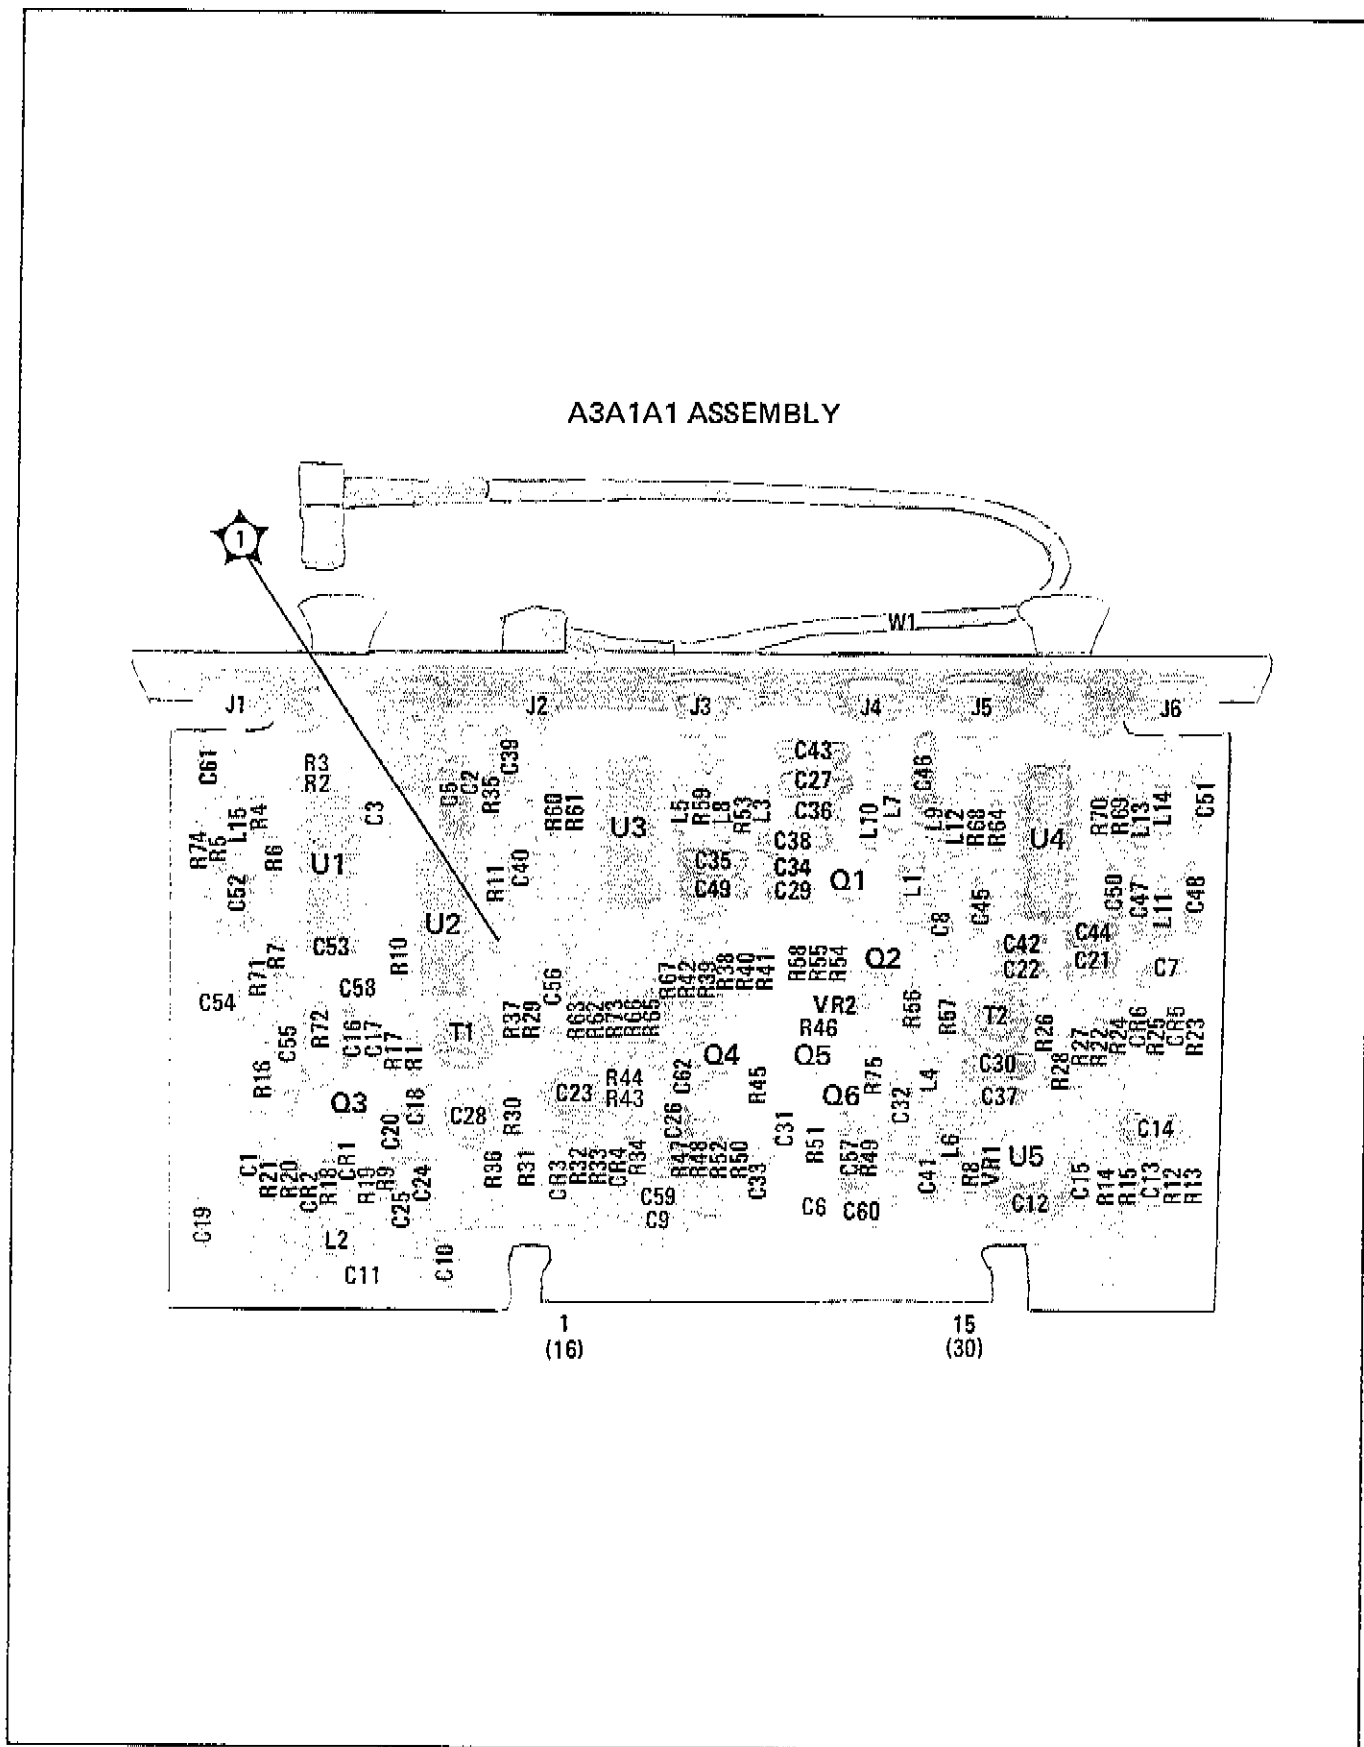 A3A1A1 ASSEMBLY
1
W1
J1 J2 J3 J4 J5 J6
C61 R3 C5 C2 R35 C39 C43 C46
R2 C27
R74 R5 L15 R4 C3 R60 R61 U3 L5 R59 L8 R53 L3 C36 L10 L7 L9 L12 R68 R64 U4 R70 R69 L13 L14 C51
C38
R6 U1 R11 C40 C35 C34 Q1 L1
C52 C49 C29 C45 C50 C47 L11 C48
U2 C8 C44
R7 C53 R10 C42
R71 C58 C56 R67 R42 R39 R38 R40 R41 R58 R55 R54 Q2 C22 C21 C7
C54 VR2 R56 R57 T2
C55 R72 C16 C17 R17 R1 T1 R37 R29 R63 R62 R73 R66 R65 R46 R26 R27 R22 R24 CR6 R25 CR5 R23
Q4 Q5
R16 C18 R44 C62 R45 R75 L4 C30 R28
Q3 C28 R30 C23 R43 C26 Q6 C32 C37
C20 C31 C14
C1 R21 R20 CR2 R18 CR1 R19 R9 C24 R36 R31 CR3 R32 R33 CR4 R34 R47 R48 R52 R50 C33 R51 C57 R49 C41 L6 R8 VR1 U5 C15 R14 R15 C13 R12 R13
C19 C25 C59 C6 C60 C12
L2 C9
C11 C10
1 15
(16) (30)